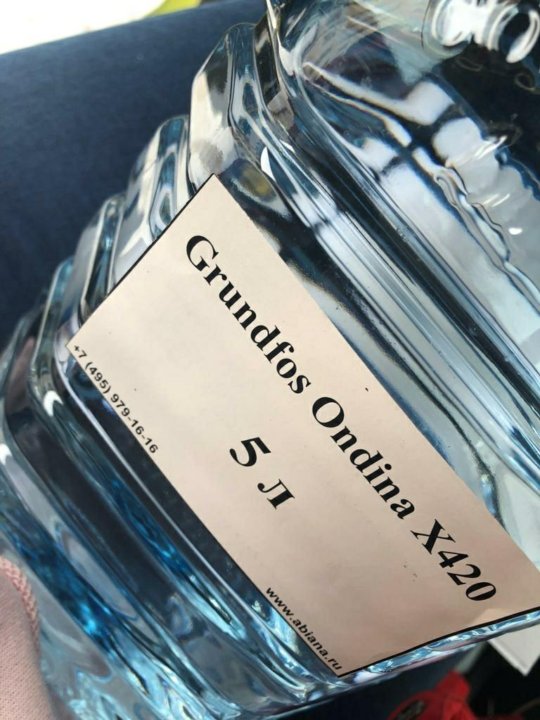 Grundfos Ondina X420
5 л
+7 (495) 979-16-16
www.abiana.ru